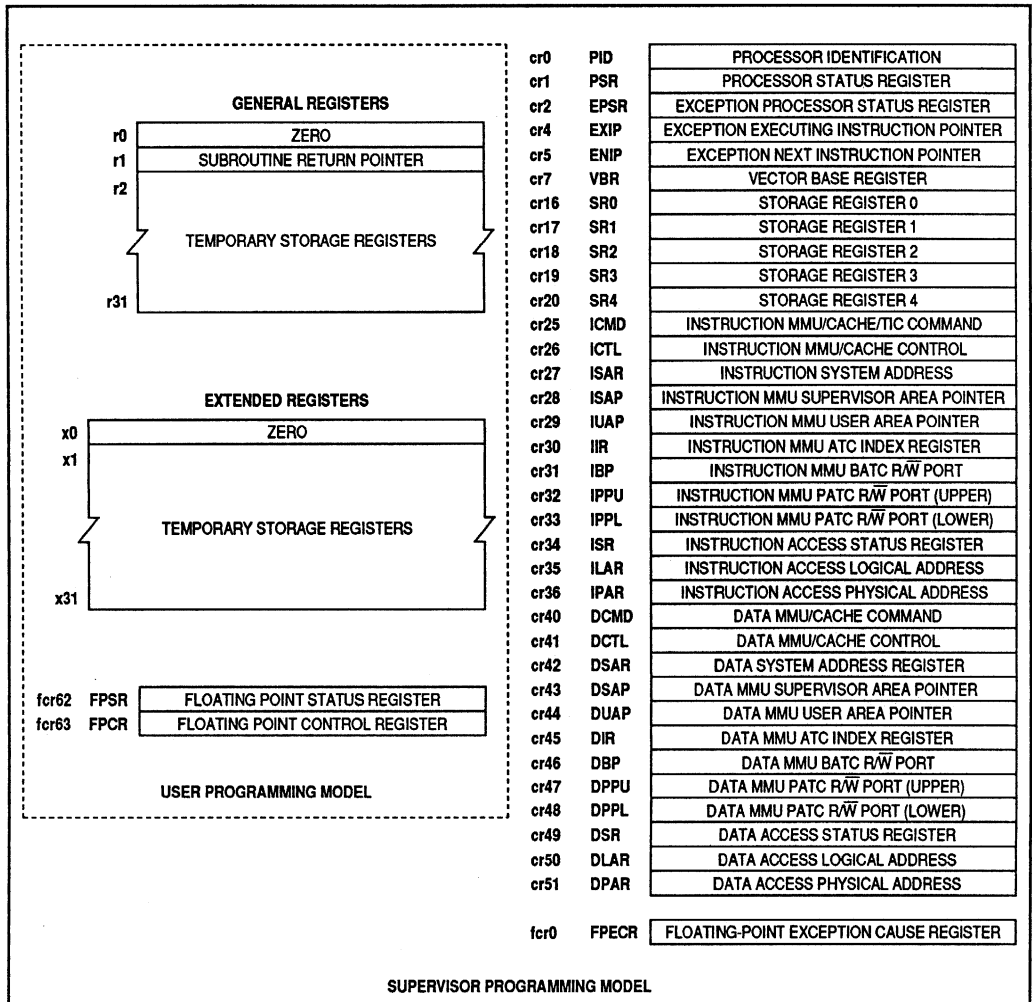 GENERAL REGISTERS
r0 ZERO
r1 SUBROUTINE RETURN POINTER
r2
TEMPORARY STORAGE REGISTERS
r31
EXTENDED REGISTERS
x0 ZERO
x1
TEMPORARY STORAGE REGISTERS
x31
fcr62 FPSR FLOATING POINT STATUS REGISTER
fcr63 FPCR FLOATING POINT CONTROL REGISTER
USER PROGRAMMING MODEL
cr0 PID PROCESSOR IDENTIFICATION
cr1 PSR PROCESSOR STATUS REGISTER
cr2 EPSR EXCEPTION PROCESSOR STATUS REGISTER
cr4 EXIP EXCEPTION EXECUTING INSTRUCTION POINTER
cr5 ENIP EXCEPTION NEXT INSTRUCTION POINTER
cr7 VBR VECTOR BASE REGISTER
cr16 SR0 STORAGE REGISTER 0
cr17 SR1 STORAGE REGISTER 1
cr18 SR2 STORAGE REGISTER 2
cr19 SR3 STORAGE REGISTER 3
cr20 SR4 STORAGE REGISTER 4
cr25 ICMD INSTRUCTION MMU/CACHE/TIC COMMAND
cr26 ICTL INSTRUCTION MMU/CACHE CONTROL
cr27 ISAR INSTRUCTION SYSTEM ADDRESS
cr28 ISAP INSTRUCTION MMU SUPERVISOR AREA POINTER
cr29 IUAP INSTRUCTION MMU USER AREA POINTER
cr30 IIR INSTRUCTION MMU ATC INDEX REGISTER
cr31 IBP INSTRUCTION MMU BATC R/W̅ PORT
cr32 IPPU INSTRUCTION MMU PATC R/W̅ PORT (UPPER)
cr33 IPPL INSTRUCTION MMU PATC R/W̅ PORT (LOWER)
cr34 ISR INSTRUCTION ACCESS STATUS REGISTER
cr35 ILAR INSTRUCTION ACCESS LOGICAL ADDRESS
cr36 IPAR INSTRUCTION ACCESS PHYSICAL ADDRESS
cr40 DCMD DATA MMU/CACHE COMMAND
cr41 DCTL DATA MMU/CACHE CONTROL
cr42 DSAR DATA SYSTEM ADDRESS REGISTER
cr43 DSAP DATA MMU SUPERVISOR AREA POINTER
cr44 DUAP DATA MMU USER AREA POINTER
cr45 DIR DATA MMU ATC INDEX REGISTER
cr46 DBP DATA MMU BATC R/W̅ PORT
cr47 DPPU DATA MMU PATC R/W̅ PORT (UPPER)
cr48 DPPL DATA MMU PATC R/W̅ PORT (LOWER)
cr49 DSR DATA ACCESS STATUS REGISTER
cr50 DLAR DATA ACCESS LOGICAL ADDRESS
cr51 DPAR DATA ACCESS PHYSICAL ADDRESS
fcr0 FPECR FLOATING-POINT EXCEPTION CAUSE REGISTER
SUPERVISOR PROGRAMMING MODEL